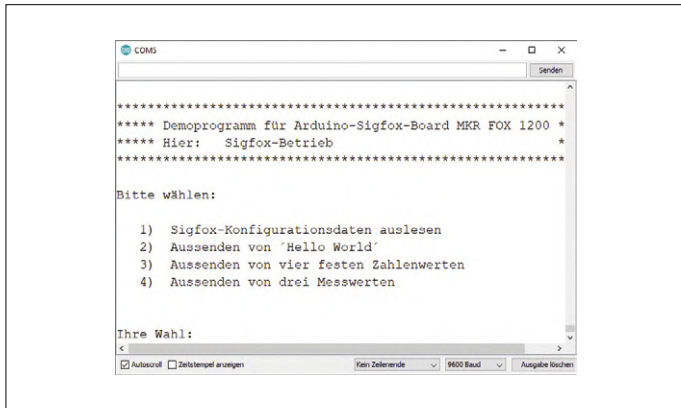 COM5
Senden
*********************************************************
***** Demoprogramm für Arduino-Sigfox-Board MKR FOX 1200 *
***** Hier: Sigfox-Betrieb *
*********************************************************
Bitte wählen:
1) Sigfox-Konfigurationsdaten auslesen
2) Aussenden von ´Hello World´
3) Aussenden von vier festen Zahlenwerten
4) Aussenden von drei Messwerten
Ihre Wahl:
Autoscroll Zeitstempel anzeigen Kein Zeilenende 9600 Baud Ausgabe löschen